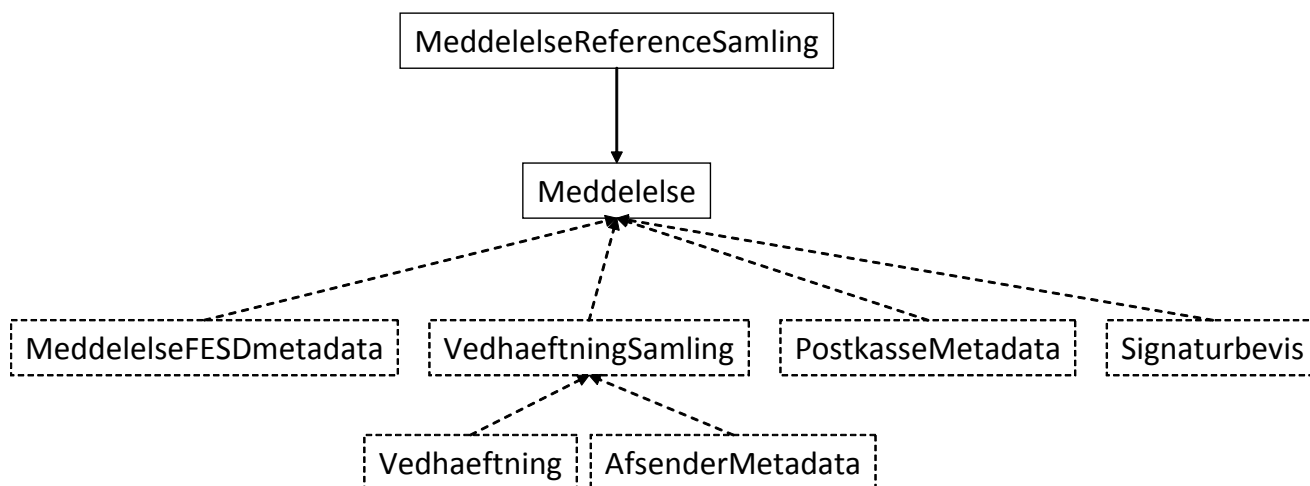 MeddelelseReferenceSamling
Meddelelse
MeddelelseFESDmetadata
VedhaeftningSamling
PostkasseMetadata
Signaturbevis
Vedhaeftning
AfsenderMetadata